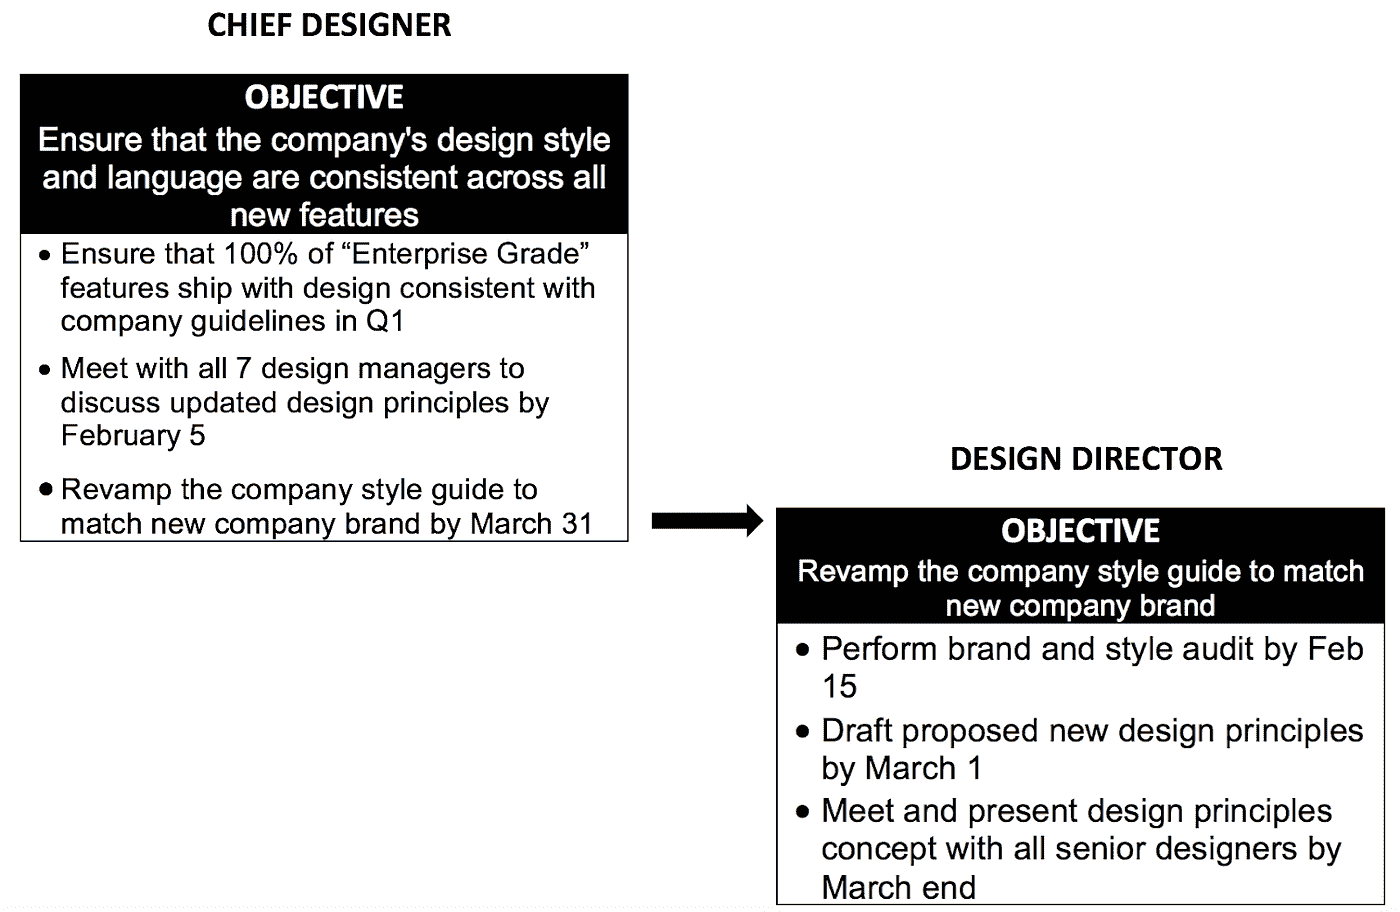 CHIEF DESIGNER
OBJECTIVE
Ensure that the company's design style
and language are consistent across all
new features
• Ensure that 100% of “Enterprise Grade”
features ship with design consistent with
company guidelines in Q1
• Meet with all 7 design managers to
discuss updated design principles by
February 5
• Revamp the company style guide to
match new company brand by March 31
DESIGN DIRECTOR
OBJECTIVE
Revamp the company style guide to match
new company brand
• Perform brand and style audit by Feb
15
• Draft proposed new design principles
by March 1
• Meet and present design principles
concept with all senior designers by
March end